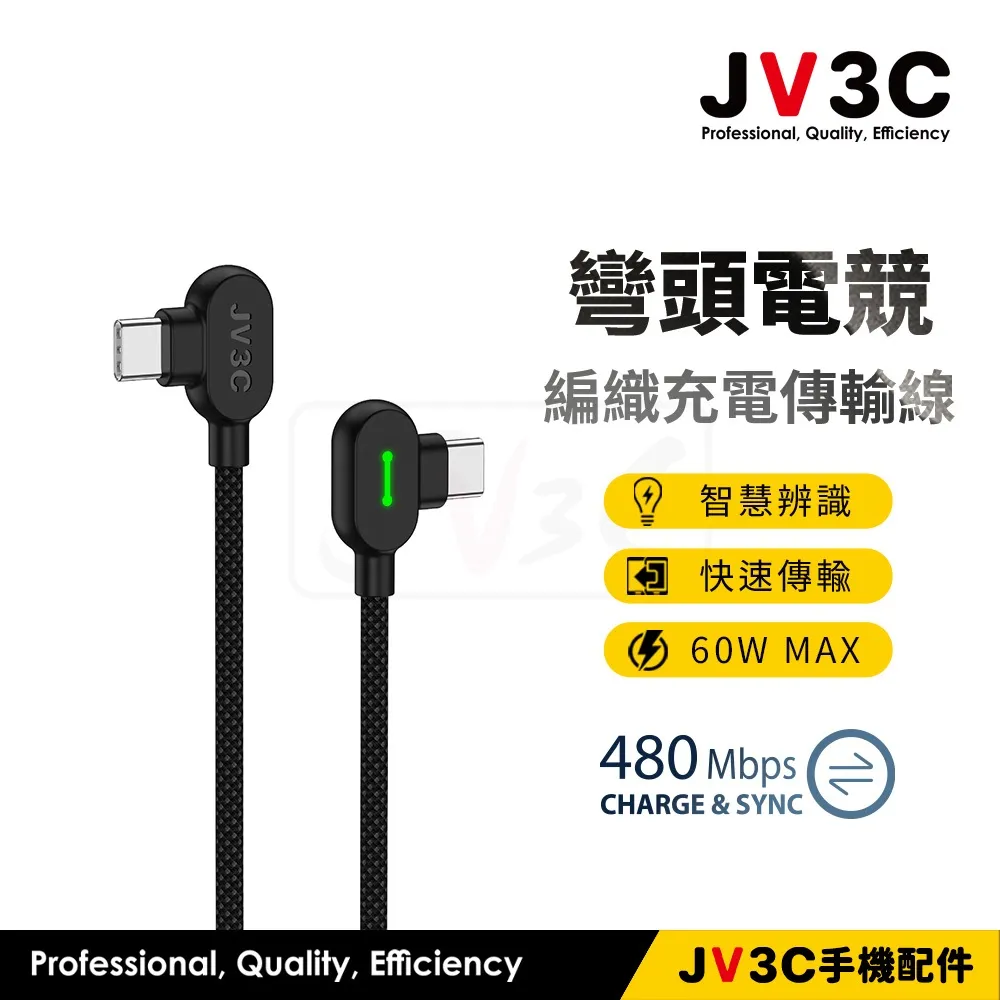 JV3C
Professional, Quality, Efficiency
彎頭電競
編織充電傳輸線
JV3C
JV3C
智慧辨識
快速傳輸
60W MAX
480 Mbps
CHARGE & SYNC
Professional, Quality, Efficiency
JV3C手機配件